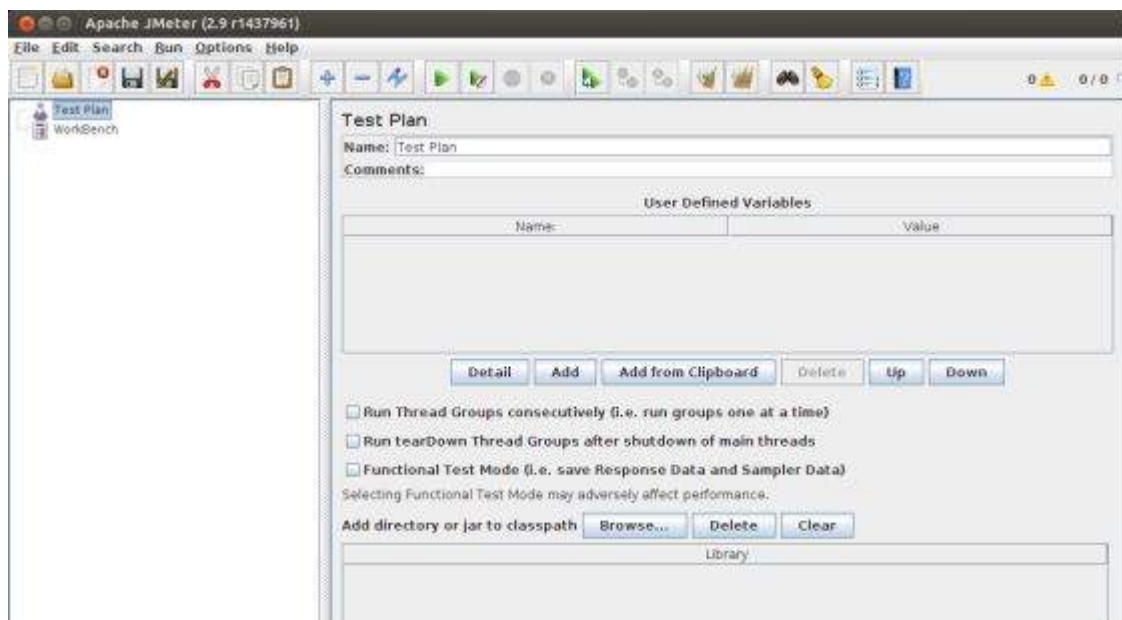 Apache JMeter (2.9 r1437961)
File Edit Search Run Options Help
0 0 / 0
Test Plan
WorkBench
Test Plan
Name: Test Plan
Comments:
User Defined Variables
Name: Value
Detail Add Add from Clipboard Delete Up Down
Run Thread Groups consecutively (i.e. run groups one at a time)
Run tearDown Thread Groups after shutdown of main threads
Functional Test Mode (i.e. save Response Data and Sampler Data)
Selecting Functional Test Mode may adversely affect performance.
Add directory or jar to classpath Browse... Delete Clear
Library